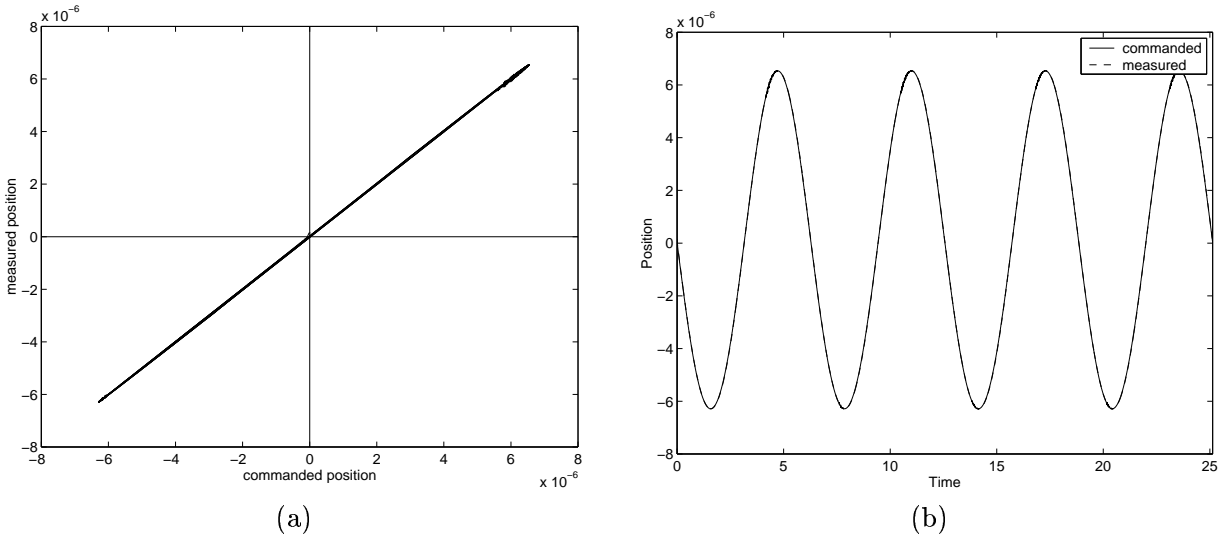 x 10⁻⁶
8
6
4
2
0
−2
−4
−6
−8
measured position
−8 −6 −4 −2 0 2 4 6 8
commanded position
x 10⁻⁶
(a)
x 10⁻⁶
8
6
4
2
0
−2
−4
−6
−8
Position
commanded
measured
0 5 10 15 20 25
Time
(b)